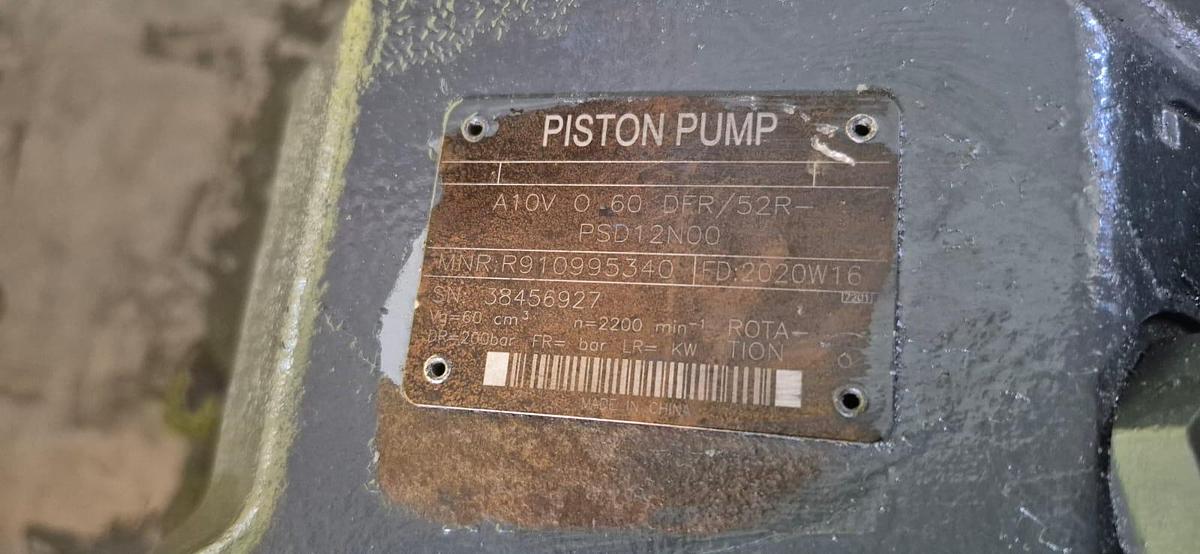 PISTON PUMP
A10V O 60 DFR/52R-
PSD12N00
MNR:R910995340 FD:2020W16
SN: 38456927 7201
Vg=60 cm³ n=2200 min⁻¹ ROTA-
DR=200bar FR= bar LR= KW TION
MADE IN CHINA